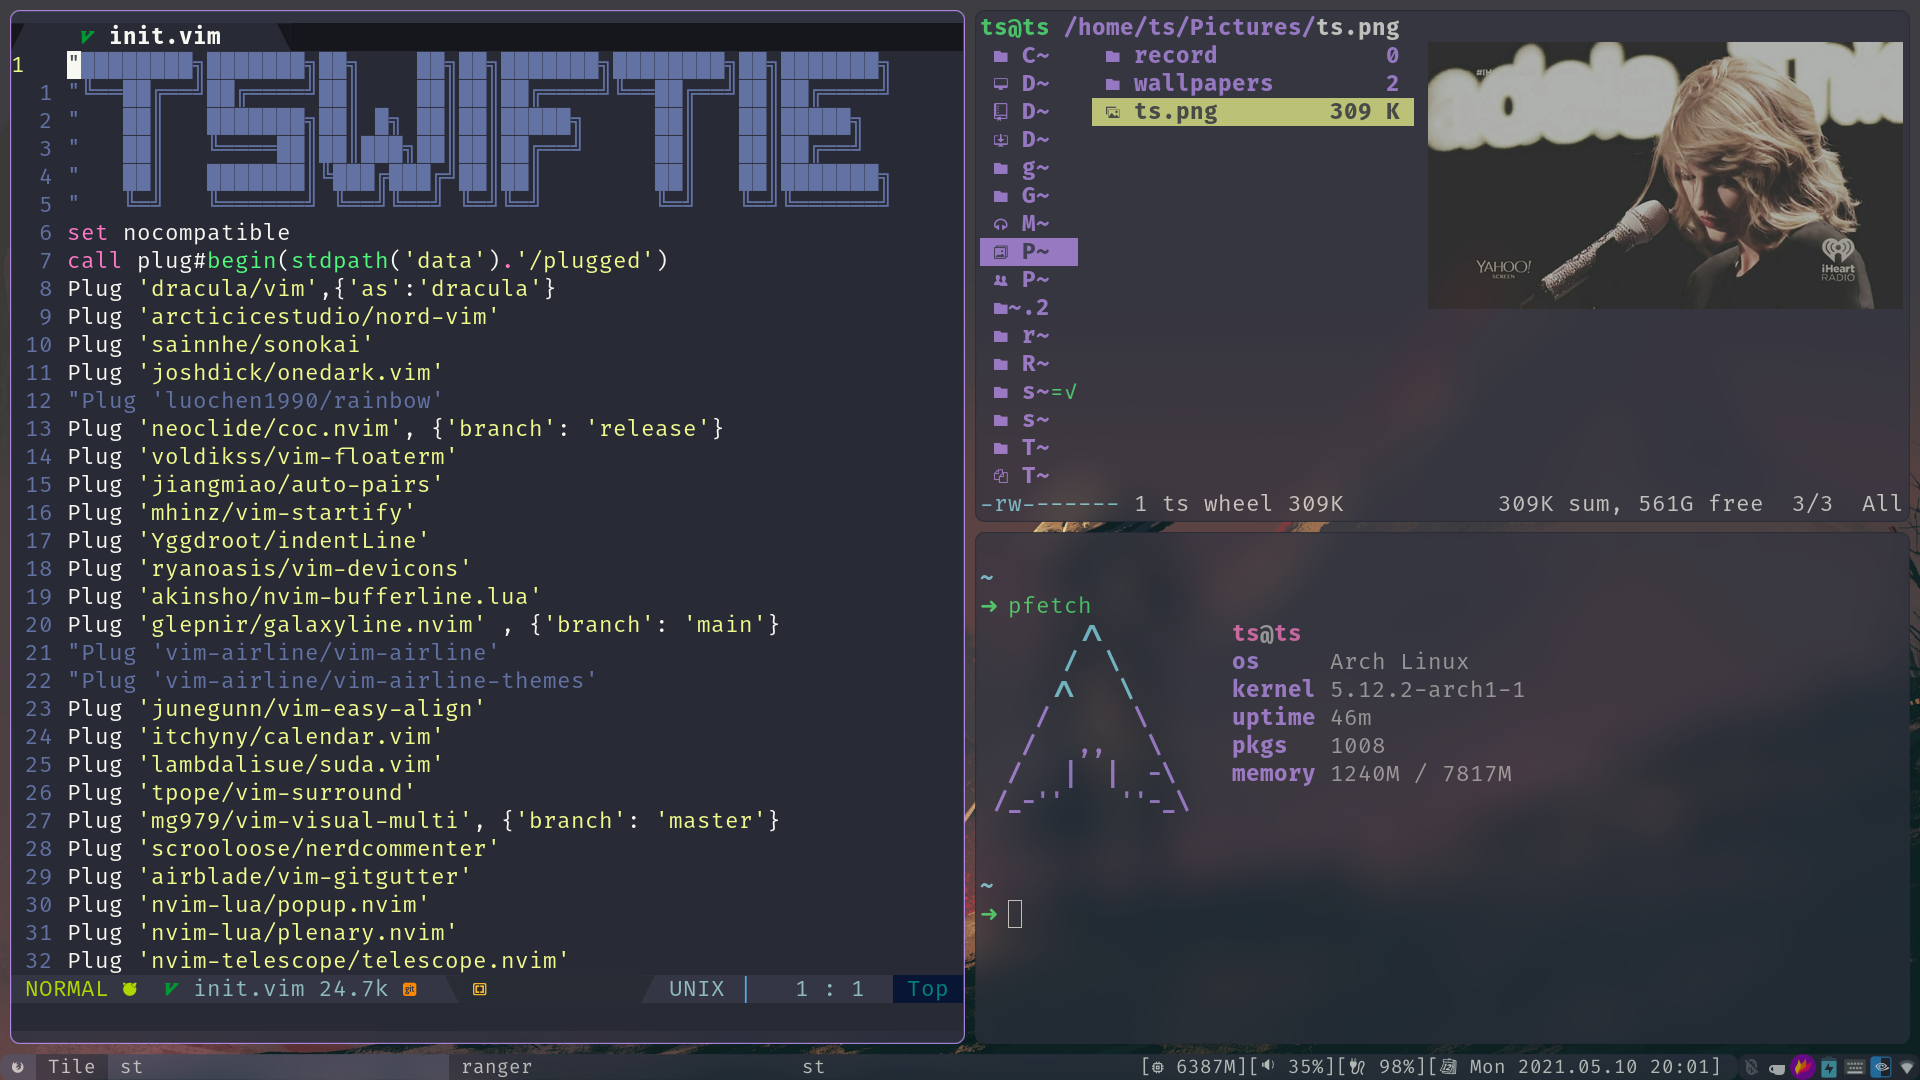 init.vim
TSWIFTIE
1 "
1 "
2 "
3 "
4 "
5 "
6 set nocompatible
7 call plug#begin(stdpath('data').'/plugged')
8 Plug 'dracula/vim',{'as':'dracula'}
9 Plug 'arcticicestudio/nord-vim'
10 Plug 'sainnhe/sonokai'
11 Plug 'joshdick/onedark.vim'
12 "Plug 'luochen1990/rainbow'
13 Plug 'neoclide/coc.nvim', {'branch': 'release'}
14 Plug 'voldikss/vim-floaterm'
15 Plug 'jiangmiao/auto-pairs'
16 Plug 'mhinz/vim-startify'
17 Plug 'Yggdroot/indentLine'
18 Plug 'ryanoasis/vim-devicons'
19 Plug 'akinsho/nvim-bufferline.lua'
20 Plug 'glepnir/galaxyline.nvim' , {'branch': 'main'}
21 "Plug 'vim-airline/vim-airline'
22 "Plug 'vim-airline/vim-airline-themes'
23 Plug 'junegunn/vim-easy-align'
24 Plug 'itchyny/calendar.vim'
25 Plug 'lambdalisue/suda.vim'
26 Plug 'tpope/vim-surround'
27 Plug 'mg979/vim-visual-multi', {'branch': 'master'}
28 Plug 'scrooloose/nerdcommenter'
29 Plug 'airblade/vim-gitgutter'
30 Plug 'nvim-lua/popup.nvim'
31 Plug 'nvim-lua/plenary.nvim'
32 Plug 'nvim-telescope/telescope.nvim'
NORMAL init.vim 24.7k git UNIX 1 : 1 Top
ts@ts /home/ts/Pictures/ts.png
C~ record 0
D~ wallpapers 2
D~ ts.png 309 K
D~
g~
G~
M~
P~
P~
~.2
r~
R~
s~=√
s~
T~
T~
YAHOO!
SCREEN
iHeart
RADIO
-rw------- 1 ts wheel 309K 309K sum, 561G free 3/3 All
~
➜ pfetch
ts@ts
os Arch Linux
kernel 5.12.2-arch1-1
uptime 46m
pkgs 1008
memory 1240M / 7817M
~
➜
Tile st ranger st [ 6387M][ 35%][ 98%][ Mon 2021.05.10 20:01]